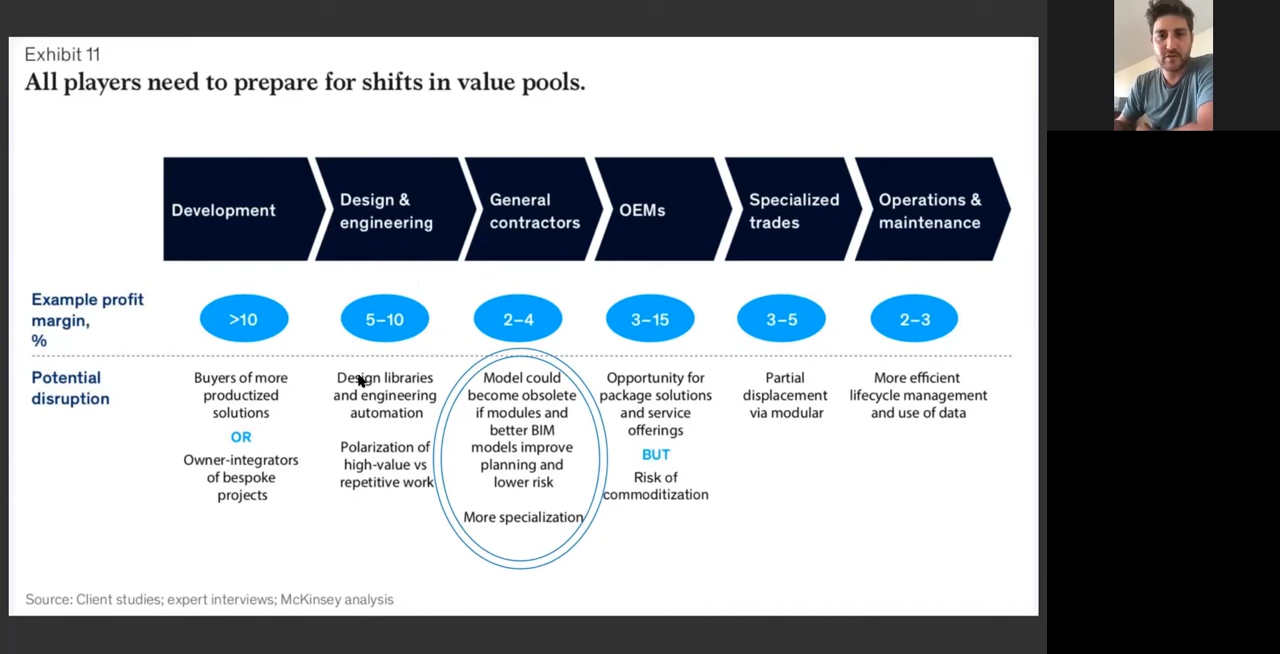 Exhibit 11
All players need to prepare for shifts in value pools.
Development
Design &
engineering
General
contractors
OEMs
Specialized
trades
Operations &
maintenance
Example profit
margin,
%
>10
5–10
2–4
3–15
3–5
2–3
Potential
disruption
Buyers of more
productized
solutions
OR
Owner-integrators
of bespoke
projects
Design libraries
and engineering
automation
Polarization of
high-value vs
repetitive work
Model could
become obsolete
if modules and
better BIM
models improve
planning and
lower risk
More specialization
Opportunity for
package solutions
and service
offerings
BUT
Risk of
commoditization
Partial
displacement
via modular
More efficient
lifecycle management
and use of data
Source: Client studies; expert interviews; McKinsey analysis